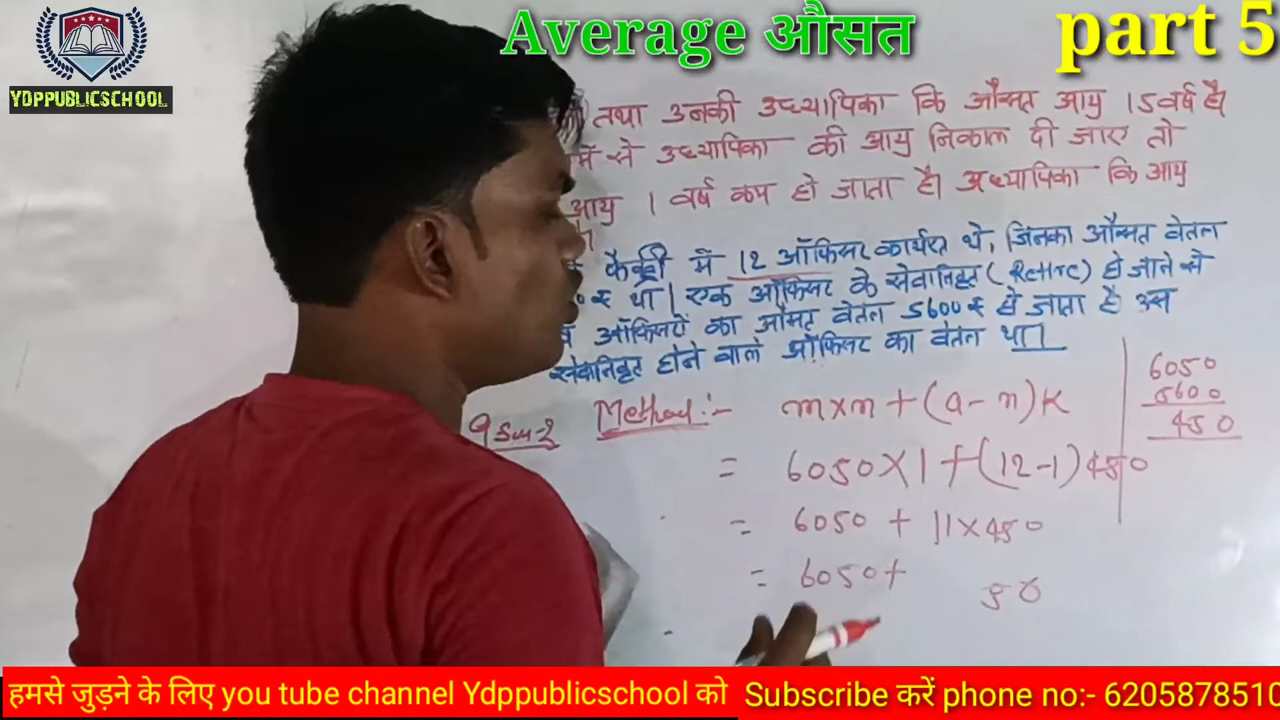 Average औसत
part 5
YDPPUBLICSCHOOL
तथा उनकी अध्यापिका कि औसत आयु 15 वर्ष है
में से अध्यापिका की आयु निकाल दी जाए तो
आयु 1 वर्ष कम हो जाता है। अध्यापिका कि आयु
फैक्ट्री में 12 ऑफिसर कार्यरत थे, जिनका औसत वेतन
₹ था। एक ऑफिसर के सेवानिवृत (Retire) हो जाने से
ऑफिसरों का औसत वेतन 5600 ₹ हो जाता है उस
सेवानिवृत होने वाले ऑफिसर का वेतन था।
6050
5600
450
Method :- m×n + (a-n)K
= 6050×1+(12-1)450
= 6050 + 11×450
= 6050+
50
हमसे जुड़ने के लिए you tube channel Ydppublicschool को Subscribe करें phone no:- 6205878510